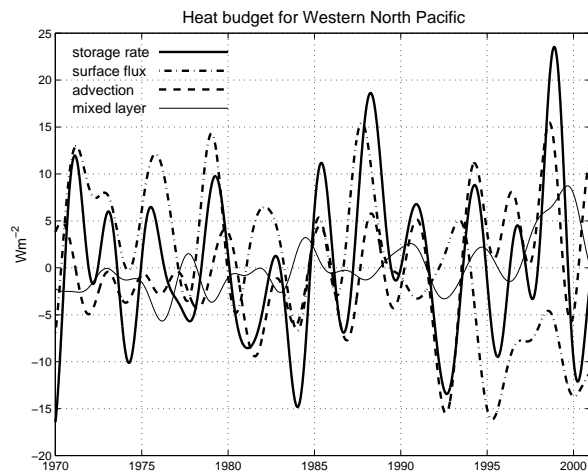 Heat budget for Western North Pacific
25
20
15
10
5
0
−5
−10
−15
−20
Wm−2
storage rate
surface flux
advection
mixed layer
1970 1975 1980 1985 1990 1995 2000